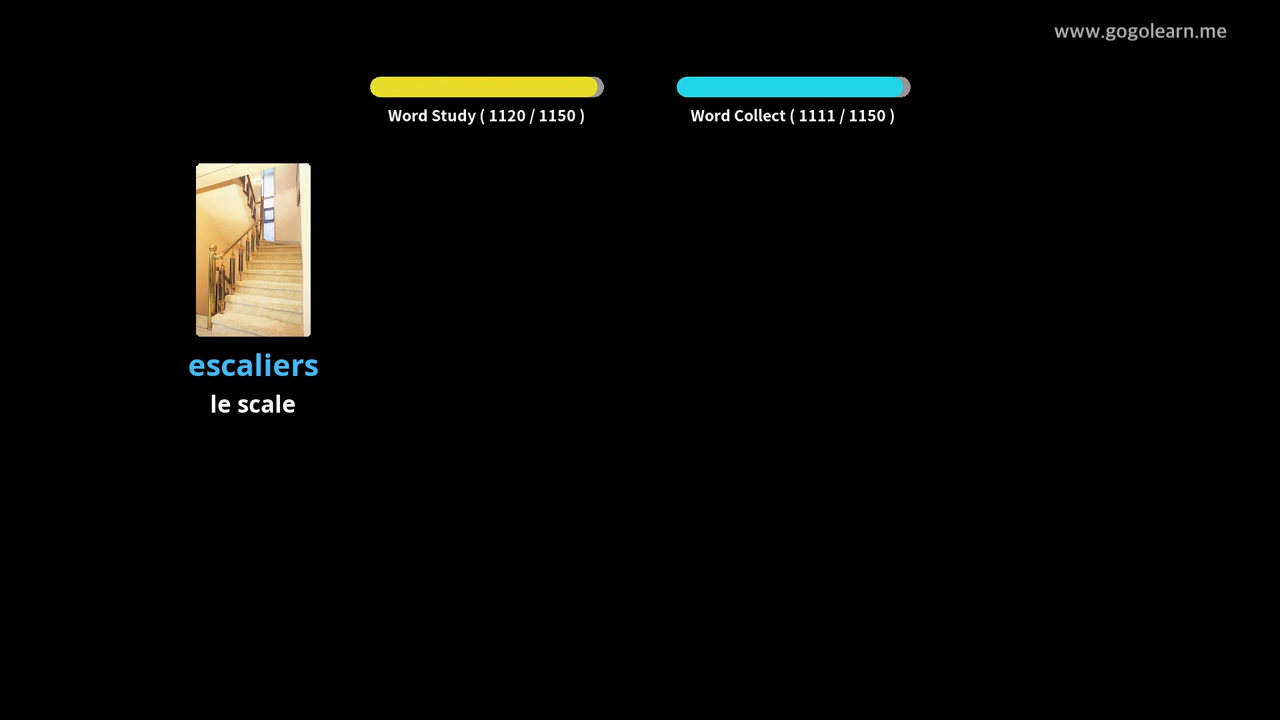 www.gogolearn.me
Word Study ( 1120 / 1150 )
Word Collect ( 1111 / 1150 )
escaliers
le scale